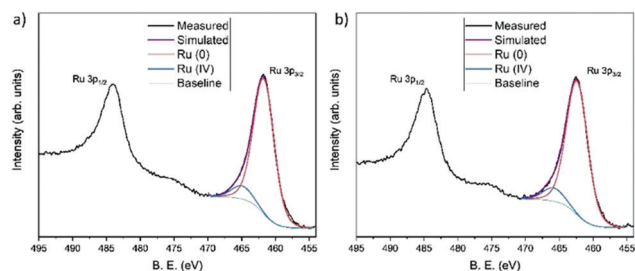 a)
Measured
Simulated
Ru (0)
Ru (IV)
Baseline
Ru 3p1/2
Ru 3p3/2
Intensity (arb. units)
495 490 485 480 475 470 465 460 455
B. E. (eV)
b)
Measured
Simulated
Ru (0)
Ru (IV)
Baseline
Ru 3p1/2
Ru 3p3/2
Intensity (arb. units)
495 490 485 480 475 470 465 460 455
B. E. (eV)